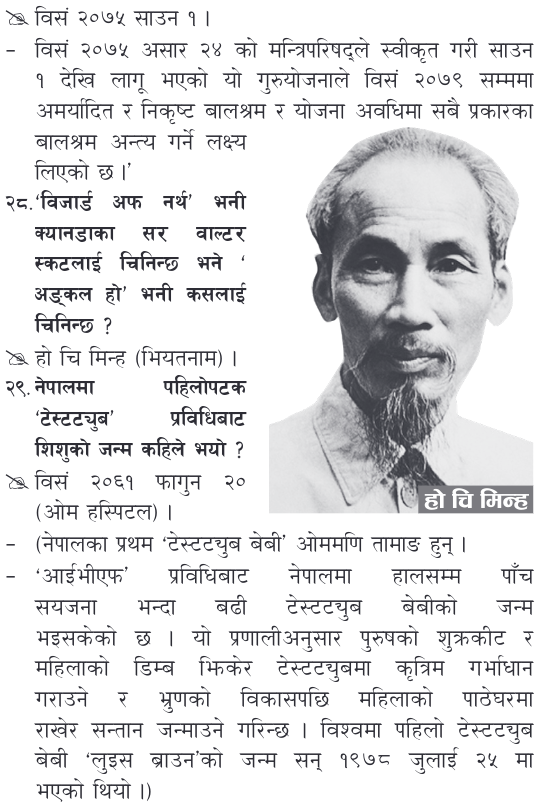 विसं २०७५ साउन १ ।
– विसं २०७५ असार २४ को मन्त्रिपरिषद्ले स्वीकृत गरी साउन
१ देखि लागू भएको यो गुरुयोजनाले विसं २०७९ सम्ममा
अमर्यादित र निकृष्ट बालश्रम र योजना अवधिमा सबै प्रकारका
बालश्रम अन्त्य गर्ने लक्ष्य
लिएको छ ।’
२८. ‘विजार्ड अफ नर्थ’ भनी
क्यानडाका सर वाल्टर
स्कटलाई चिनिन्छ भने ‘
अड्कल हो’ भनी कसलाई
चिनिन्छ ?
हो चि मिन्ह (भियतनाम) ।
२९. नेपालमा पहिलोपटक
‘टेस्टट्युब’ प्रविधिबाट
शिशुको जन्म कहिले भयो ?
विसं २०६१ फागुन २०
(ओम हस्पिटल) ।
हो चि मिन्ह
– (नेपालका प्रथम ‘टेस्टट्युब बेबी’ ओममणि तामाङ हुन् ।
– ‘आईभीएफ’ प्रविधिबाट नेपालमा हालसम्म पाँच
सयजना भन्दा बढी टेस्टट्युब बेबीको जन्म
भइसकेको छ । यो प्रणालीअनुसार पुरुषको शुक्रकीट र
महिलाको डिम्ब झिकेर टेस्टट्युबमा कृत्रिम गर्भाधान
गराउने र भ्रुणको विकासपछि महिलाको पाठेघरमा
राखेर सन्तान जन्माउने गरिन्छ । विश्वमा पहिलो टेस्टट्युब
बेबी ‘लुइस ब्राउन’को जन्म सन् १९७८ जुलाई २५ मा
भएको थियो ।)